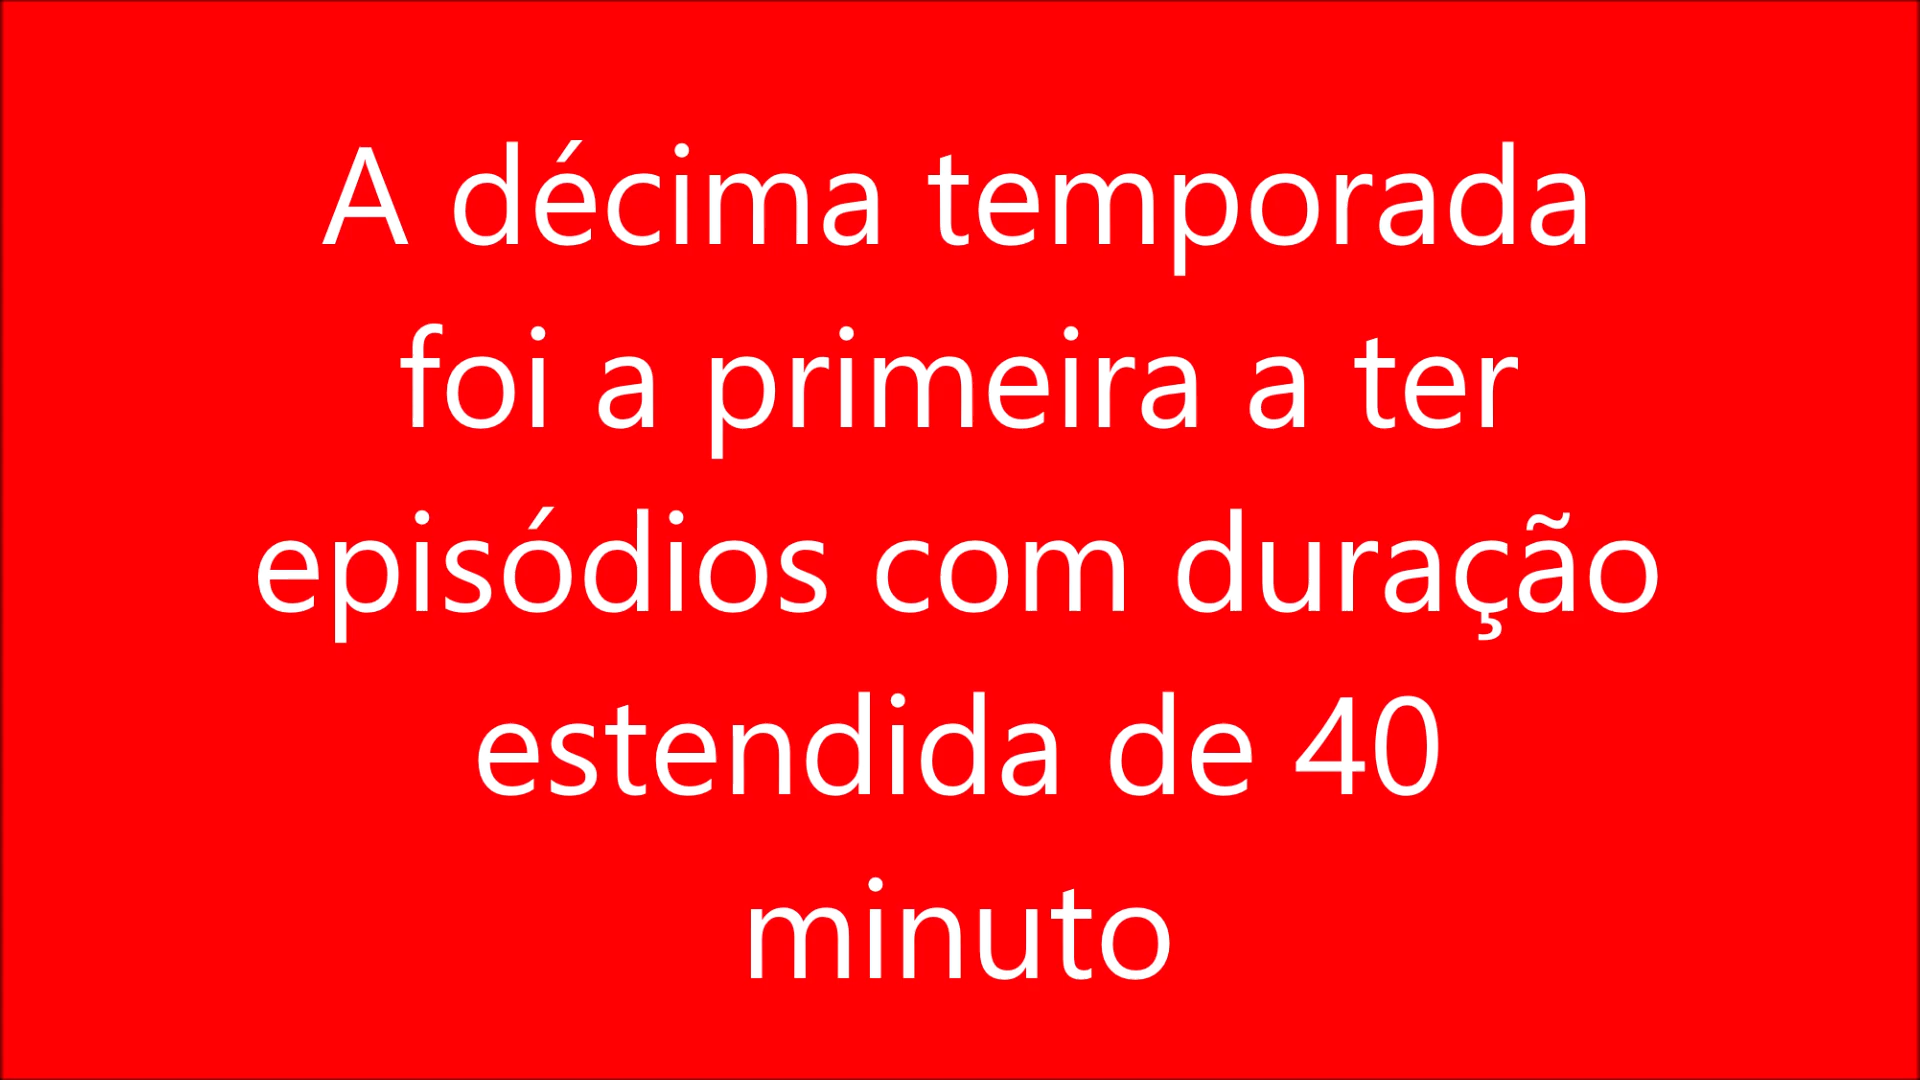 A décima temporada
foi a primeira a ter
episódios com duração
estendida de 40
minuto